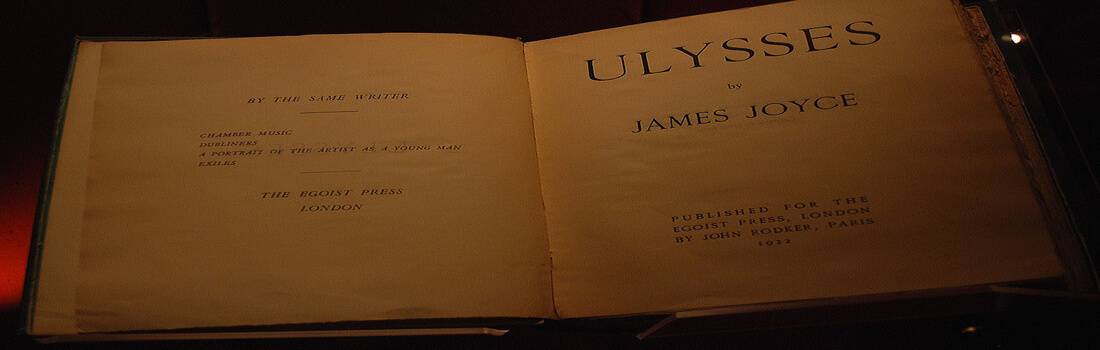 BY THE SAME WRITER
CHAMBER MUSIC
DUBLINERS
A PORTRAIT OF THE ARTIST AS A YOUNG MAN
EXILES
THE EGOIST PRESS
LONDON
ULYSSES
by
JAMES JOYCE
PUBLISHED FOR THE
EGOIST PRESS, LONDON
BY JOHN RODKER, PARIS
1922